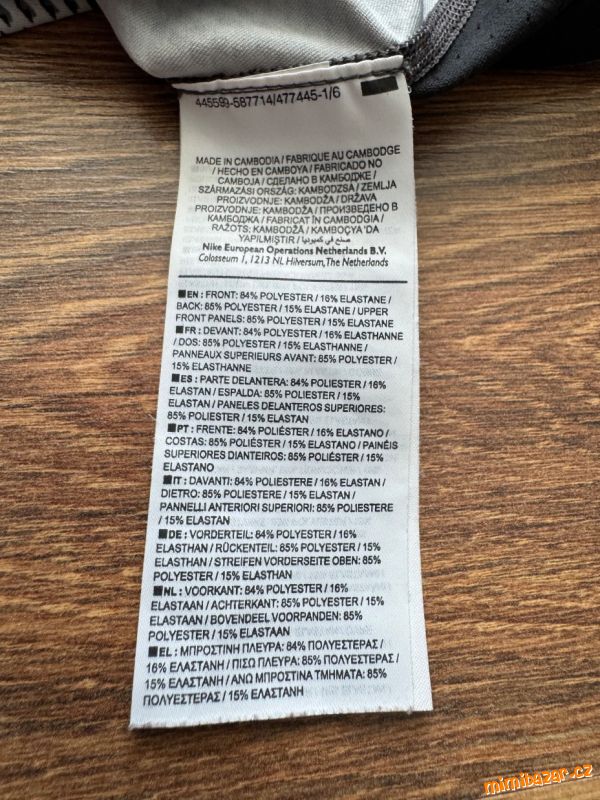 445599-687714/477445-1/6
MADE IN CAMBODIA / FABRIQUE AU CAMBODGE
/ HECHO EN CAMBOYA / FABRICADO NO
CAMBOJA / СДЕЛАНО В КАМБОДЖЕ /
SZÁRMAZÁSI ORSZÁG: KAMBODZSA / ZEMLJA
PROIZVODNJE: KAMBODŽA / DRŽAVA
PROIZVODNJE: KAMBODŽA / ПРОИЗВЕДЕНО В
КАМБОДЖА / FABRICAT ÎN CAMBODGIA /
RAŽOTS: KAMBODŽĀ / KAMBOÇYA 'DA
YAPILMIŞTIR / صنع في كمبوديا
Nike European Operations Netherlands B.V.
Colosseum 1, 1213 NL Hilversum, The Netherlands
EN : FRONT: 84% POLYESTER / 16% ELASTANE /
BACK: 85% POLYESTER / 15% ELASTANE / UPPER
FRONT PANELS: 85% POLYESTER / 15% ELASTANE
FR : DEVANT: 84% POLYESTER / 16% ELASTHANNE
/ DOS: 85% POLYESTER / 15% ELASTHANNE /
PANNEAUX SUPERIEURS AVANT: 85% POLYESTER /
15% ELASTHANNE
ES : PARTE DELANTERA: 84% POLIESTER / 16%
ELASTAN / ESPALDA: 85% POLIESTER / 15%
ELASTAN / PANELES DELANTEROS SUPERIORES:
85% POLIESTER / 15% ELASTAN
PT : FRENTE: 84% POLIÉSTER / 16% ELASTANO /
COSTAS: 85% POLIÉSTER / 15% ELASTANO / PAINÉIS
SUPERIORES DIANTEIROS: 85% POLIÉSTER / 15%
ELASTANO
IT : DAVANTI: 84% POLIESTERE / 16% ELASTAN /
DIETRO: 85% POLIESTERE / 15% ELASTAN /
PANNELLI ANTERIORI SUPERIORI: 85% POLIESTERE
/ 15% ELASTAN
DE : VORDERTEIL: 84% POLYESTER / 16%
ELASTHAN / RÜCKENTEIL: 85% POLYESTER / 15%
ELASTHAN / STREIFEN VORDERSEITE OBEN: 85%
POLYESTER / 15% ELASTHAN
NL : VOORKANT: 84% POLYESTER / 16%
ELASTAAN / ACHTERKANT: 85% POLYESTER / 15%
ELASTAAN / BOVENDEEL VOORPANDEN: 85%
POLYESTER / 15% ELASTAAN
EL : ΜΠΡΟΣΤΙΝΗ ΠΛΕΥΡΑ: 84% ΠΟΛΥΕΣΤΕΡΑΣ /
16% ΕΛΑΣΤΑΝΗ / ΠΙΣΩ ΠΛΕΥΡΑ: 85% ΠΟΛΥΕΣΤΕΡΑΣ /
15% ΕΛΑΣΤΑΝΗ / ΑΝΩ ΜΠΡΟΣΤΙΝΑ ΤΜΗΜΑΤΑ: 85%
ΠΟΛΥΕΣΤΕΡΑΣ / 15% ΕΛΑΣΤΑΝΗ
mimibazar.cz